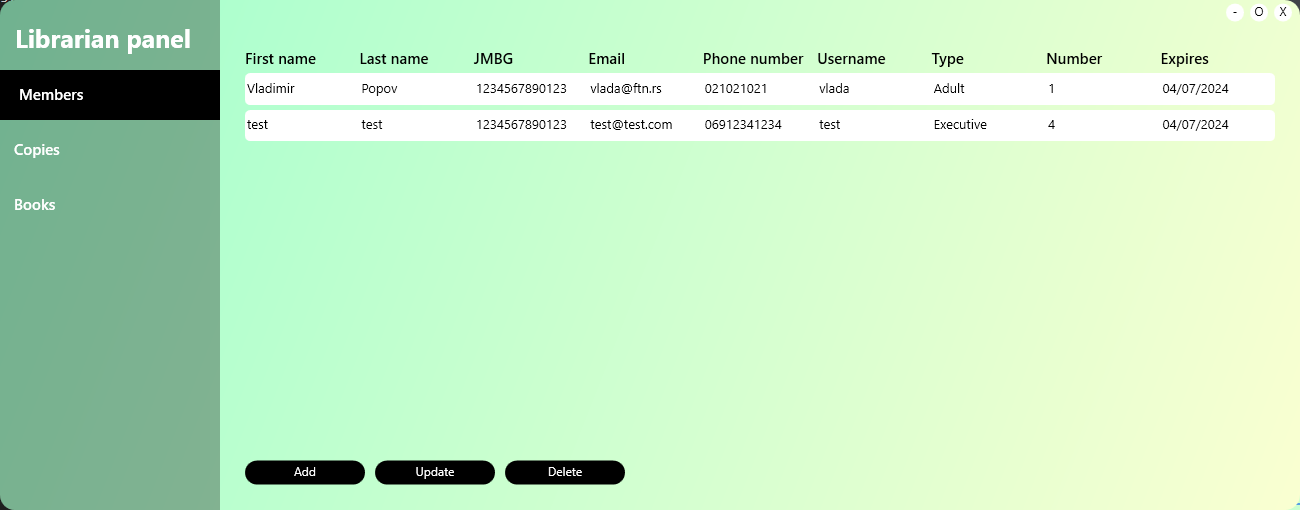 - O X
Librarian panel
Members
Copies
Books
First name Last name JMBG Email Phone number Username Type Number Expires
Vladimir Popov 1234567890123 vlada@ftn.rs 021021021 vlada Adult 1 04/07/2024
test test 1234567890123 test@test.com 06912341234 test Executive 4 04/07/2024
Add Update Delete